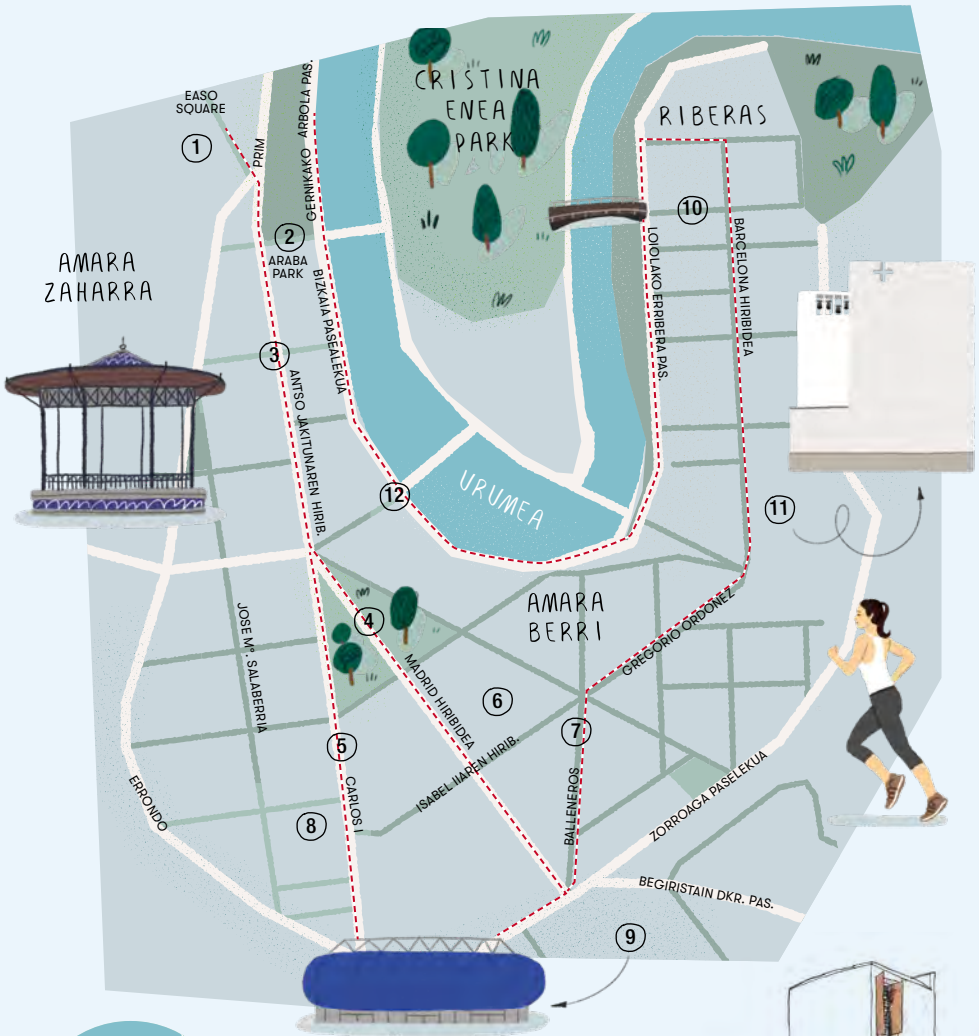 CRISTINA
ENEA
PARK
RIBERAS
EASO
SQUARE
1
PRIM
GERNIKAKO ARBOLA PAS.
2
ARABA
PARK
AMARA
ZAHARRA
10
BARCELONA HIRIBIDEA
LOIOLAKO ERRIBERA PAS.
BIZKAIA PASEALEKUA
3
ANTSO JAKITUNAREN HIRIB.
12
URUMEA
11
AMARA
BERRI
4
JOSE Mº. SALABERRIA
GREGORIO ORDOÑEZ
MADRID HIRIBIDEA
6
7
5
ISABEL IIAREN HIRIB.
CARLOS I
BALLENEROS
ERRONDO
8
ZORROAGA PASELEKUA
BEGIRISTAIN DKR. PAS.
9